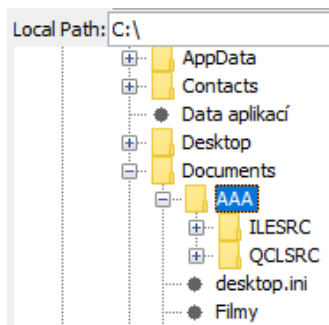 Local Path: C:\
AppData
Contacts
Data aplikací
Desktop
Documents
AAA
ILESRC
QCLSRC
desktop.ini
Filmy